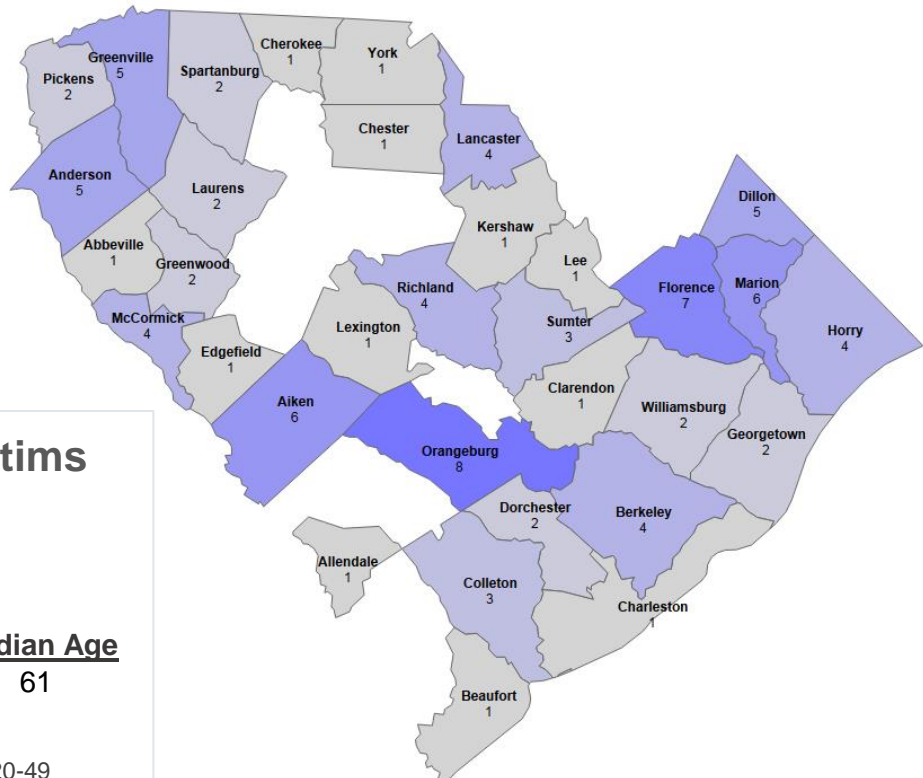 Cherokee
1
York
1
Greenville
5
Spartanburg
2
Pickens
2
Chester
1
Lancaster
4
Anderson
5
Laurens
2
Dillon
5
Kershaw
1
Abbeville
1
Lee
1
Greenwood
2
Richland
4
Florence
7
Marion
6
McCormick
4
Lexington
1
Sumter
3
Horry
4
Edgefield
1
Clarendon
1
Aiken
6
Williamsburg
2
Georgetown
2
Orangeburg
8
Dorchester
2
Berkeley
4
Allendale
1
Colleton
3
Charleston
1
Beaufort
1
tims
dian Age
61
20-49